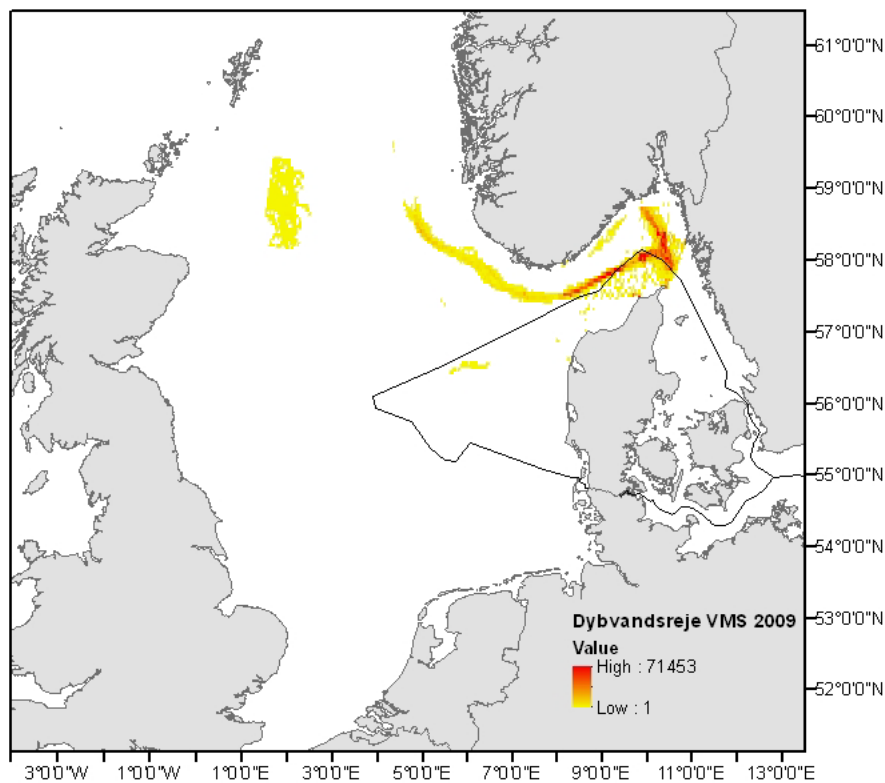 61°0'0"N
60°0'0"N
59°0'0"N
58°0'0"N
57°0'0"N
56°0'0"N
55°0'0"N
54°0'0"N
53°0'0"N
52°0'0"N
Dybvandsreje VMS 2009
Value
High : 71453
Low : 1
3°0'0"W 1°0'0"W 1°0'0"E 3°0'0"E 5°0'0"E 7°0'0"E 9°0'0"E 11°0'0"E 13°0'0"E